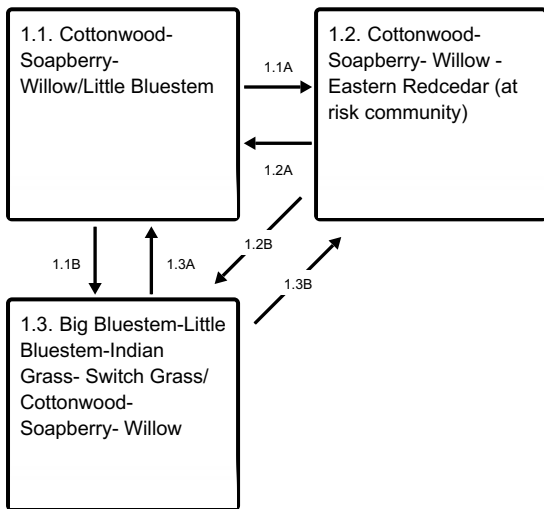 1.1. Cottonwood-
Soapberry-
Willow/Little Bluestem
1.1A
1.2. Cottonwood-
Soapberry- Willow -
Eastern Redcedar (at
risk community)
1.2A
1.2B
1.1B
1.3A
1.3B
1.3. Big Bluestem-Little
Bluestem-Indian
Grass- Switch Grass/
Cottonwood-
Soapberry- Willow